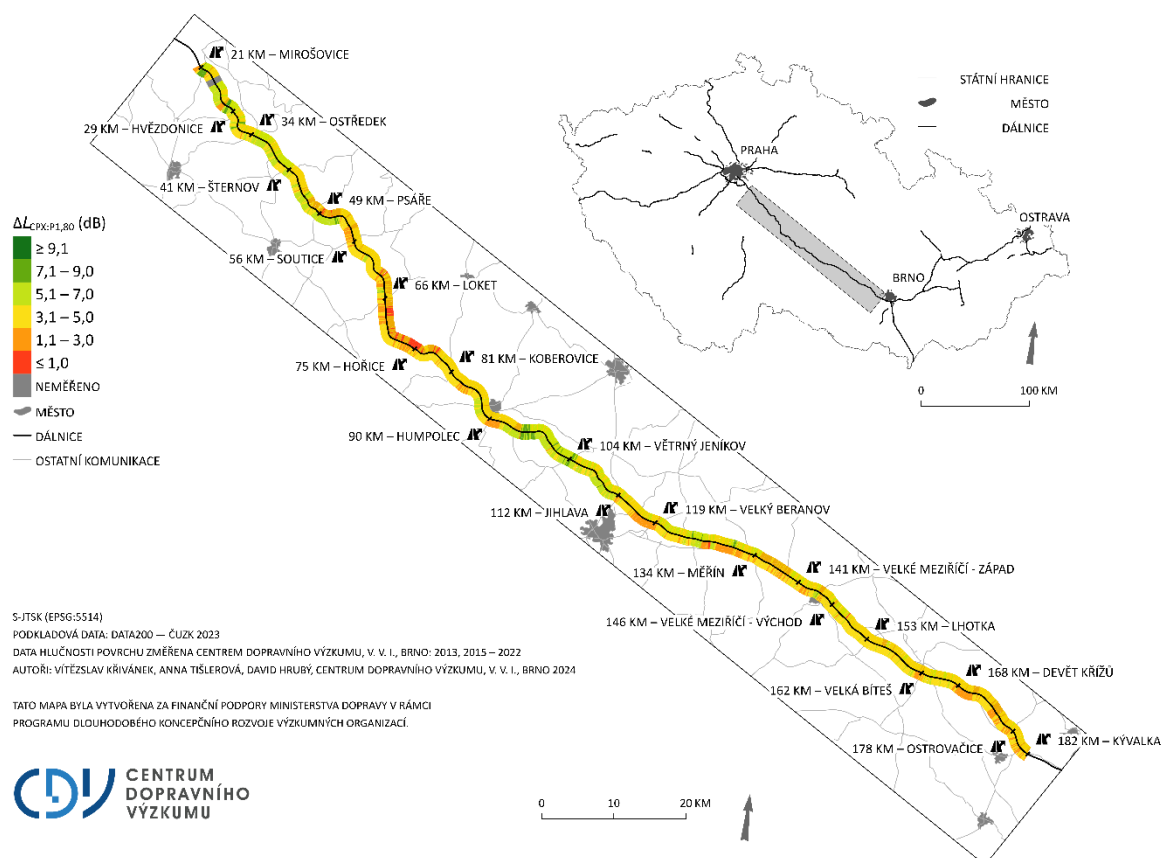 21 KM – MIROŠOVICE
29 KM – HVĚZDONICE
34 KM – OSTŘEDEK
41 KM – ŠTERNOV
49 KM – PSÁŘE
56 KM – SOUTICE
66 KM – LOKET
75 KM – HOŘICE
81 KM – KOBEROVICE
90 KM – HUMPOLEC
104 KM – VĚTRNÝ JENÍKOV
112 KM – JIHLAVA
119 KM – VELKÝ BERANOV
134 KM – MĚŘÍN
141 KM – VELKÉ MEZIŘÍČÍ - ZÁPAD
146 KM – VELKÉ MEZIŘÍČÍ - VÝCHOD
153 KM – LHOTKA
162 KM – VELKÁ BÍTEŠ
168 KM – DEVĚT KŘÍŽŮ
178 KM – OSTROVAČICE
182 KM – KÝVALKA
STÁTNÍ HRANICE
MĚSTO
DÁLNICE
PRAHA
OSTRAVA
BRNO
0 100 KM
ΔL CPX:P1,80 (dB)
≥ 9,1
7,1 – 9,0
5,1 – 7,0
3,1 – 5,0
1,1 – 3,0
≤ 1,0
NEMĚŘENO
MĚSTO
DÁLNICE
OSTATNÍ KOMUNIKACE
S-JTSK (EPSG:5514)
PODKLADOVÁ DATA: DATA200 — ČUZK 2023
DATA HLUČNOSTI POVRCHU ZMĚŘENA CENTREM DOPRAVNÍHO VÝZKUMU, V. V. I., BRNO: 2013, 2015 – 2022
AUTOŘI: VÍTĚZSLAV KŘIVÁNEK, ANNA TIŠLEROVÁ, DAVID HRUBÝ, CENTRUM DOPRAVNÍHO VÝZKUMU, V. V. I., BRNO 2024
TATO MAPA BYLA VYTVOŘENA ZA FINANČNÍ PODPORY MINISTERSTVA DOPRAVY V RÁMCI
PROGRAMU DLOUHODOBÉHO KONCEPČNÍHO ROZVOJE VÝZKUMNÝCH ORGANIZACÍ.
CDV
CENTRUM
DOPRAVNÍHO
VÝZKUMU
0 10 20 KM